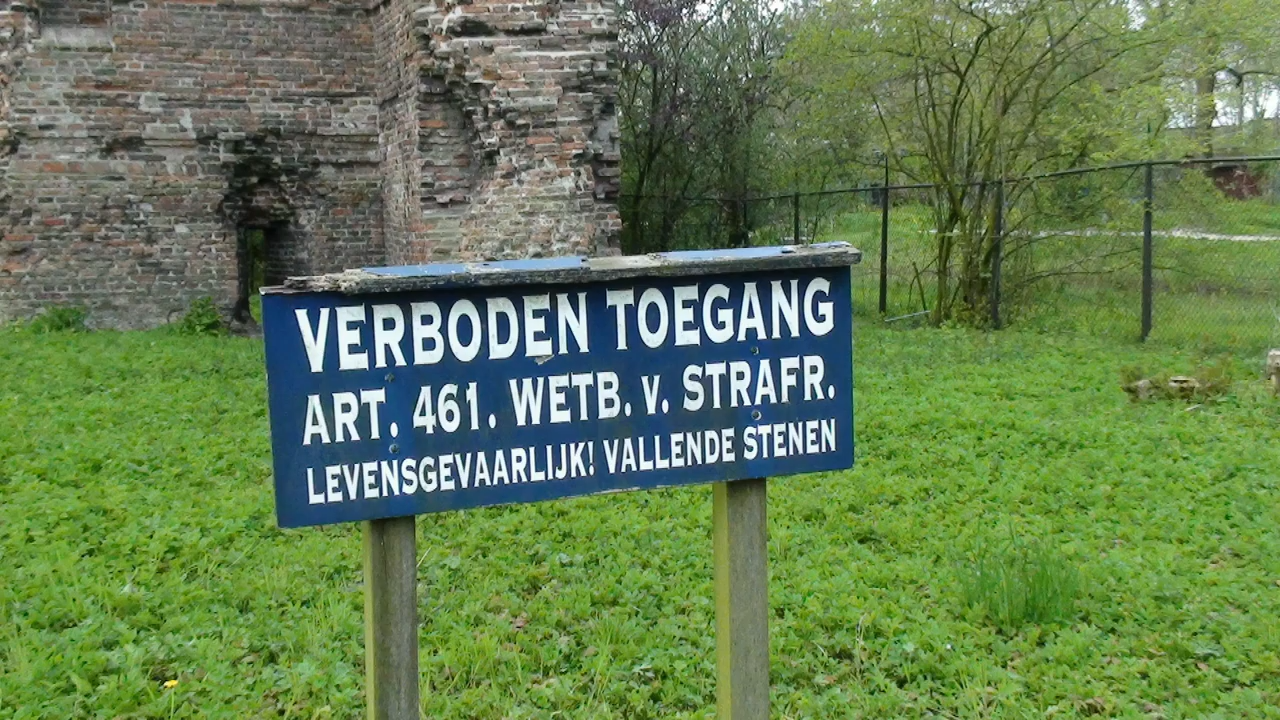 VERBODEN TOEGANG
ART. 461. WETB. v. STRAFR.
LEVENSGEVAARLIJK! VALLENDE STENEN